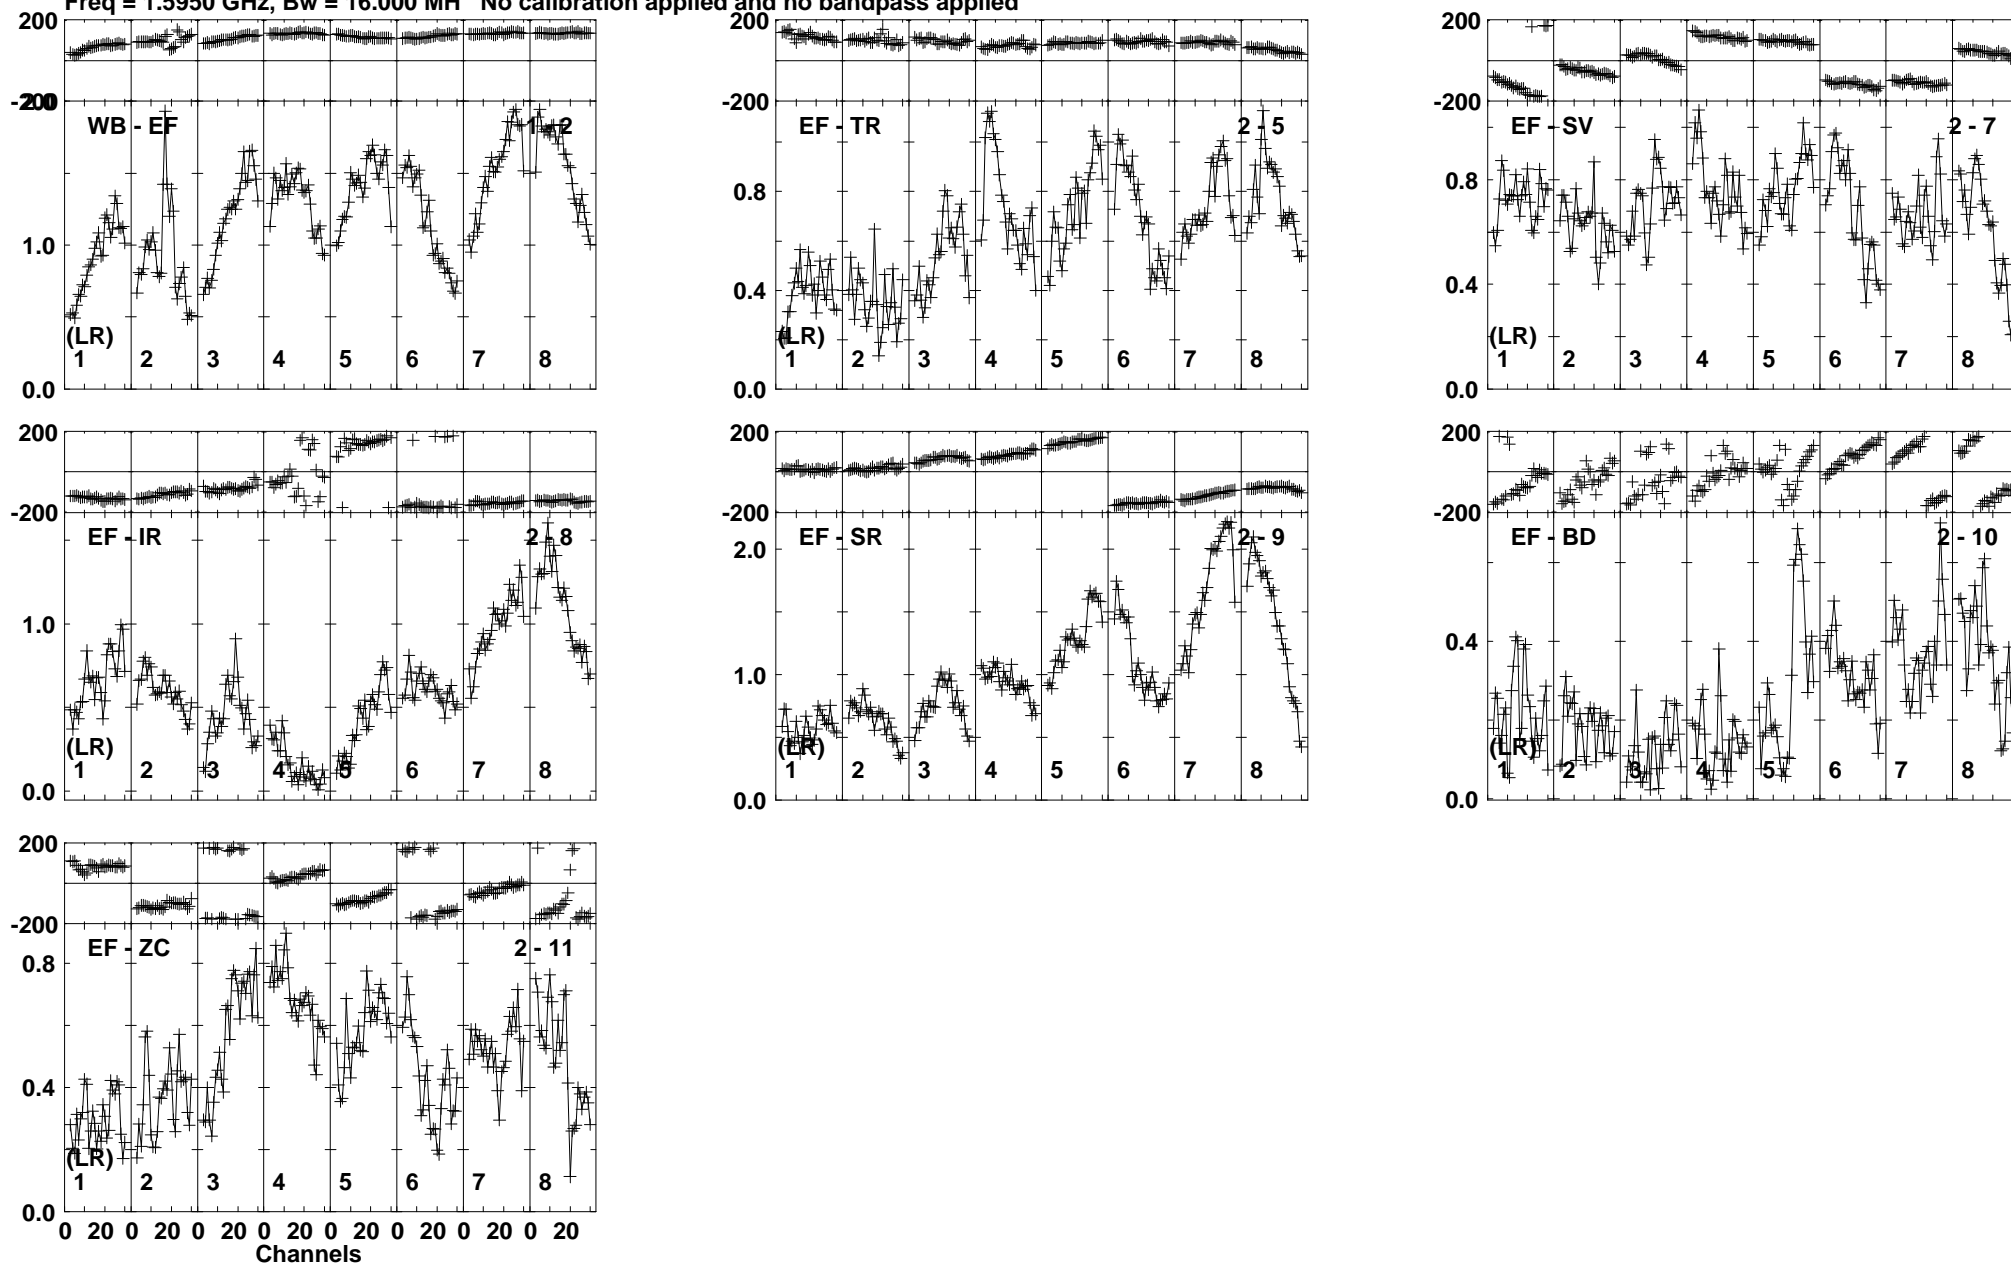 Freq = 1.5950 GHz, Bw = 16.000 MH No calibration applied and no bandpass applied
200
-200
2.0
WB - EF
1 - 2
1.0
(LR)
1 2 3 4 5 6 7 8
0.0
200
-200
EF - TR
2 - 5
0.8
0.4
(LR)
1 2 3 4 5 6 7 8
0.0
200
-200
EF - SV
2 - 7
0.8
0.4
(LR)
1 2 3 4 5 6 7 8
0.0
200
-200
EF - IR
2 - 8
1.0
(LR)
1 2 3 4 5 6 7 8
0.0
200
-200
EF - SR
2 - 9
2.0
1.0
(LR)
1 2 3 4 5 6 7 8
0.0
200
-200
EF - BD
2 - 10
0.4
(LR)
1 2 3 4 5 6 7 8
0.0
200
-200
EF - ZC
2 - 11
0.8
0.4
(LR)
1 2 3 4 5 6 7 8
0.0
0 20 0 20 0 20 0 20 0 20 0 20 0 20 0 20
Channels